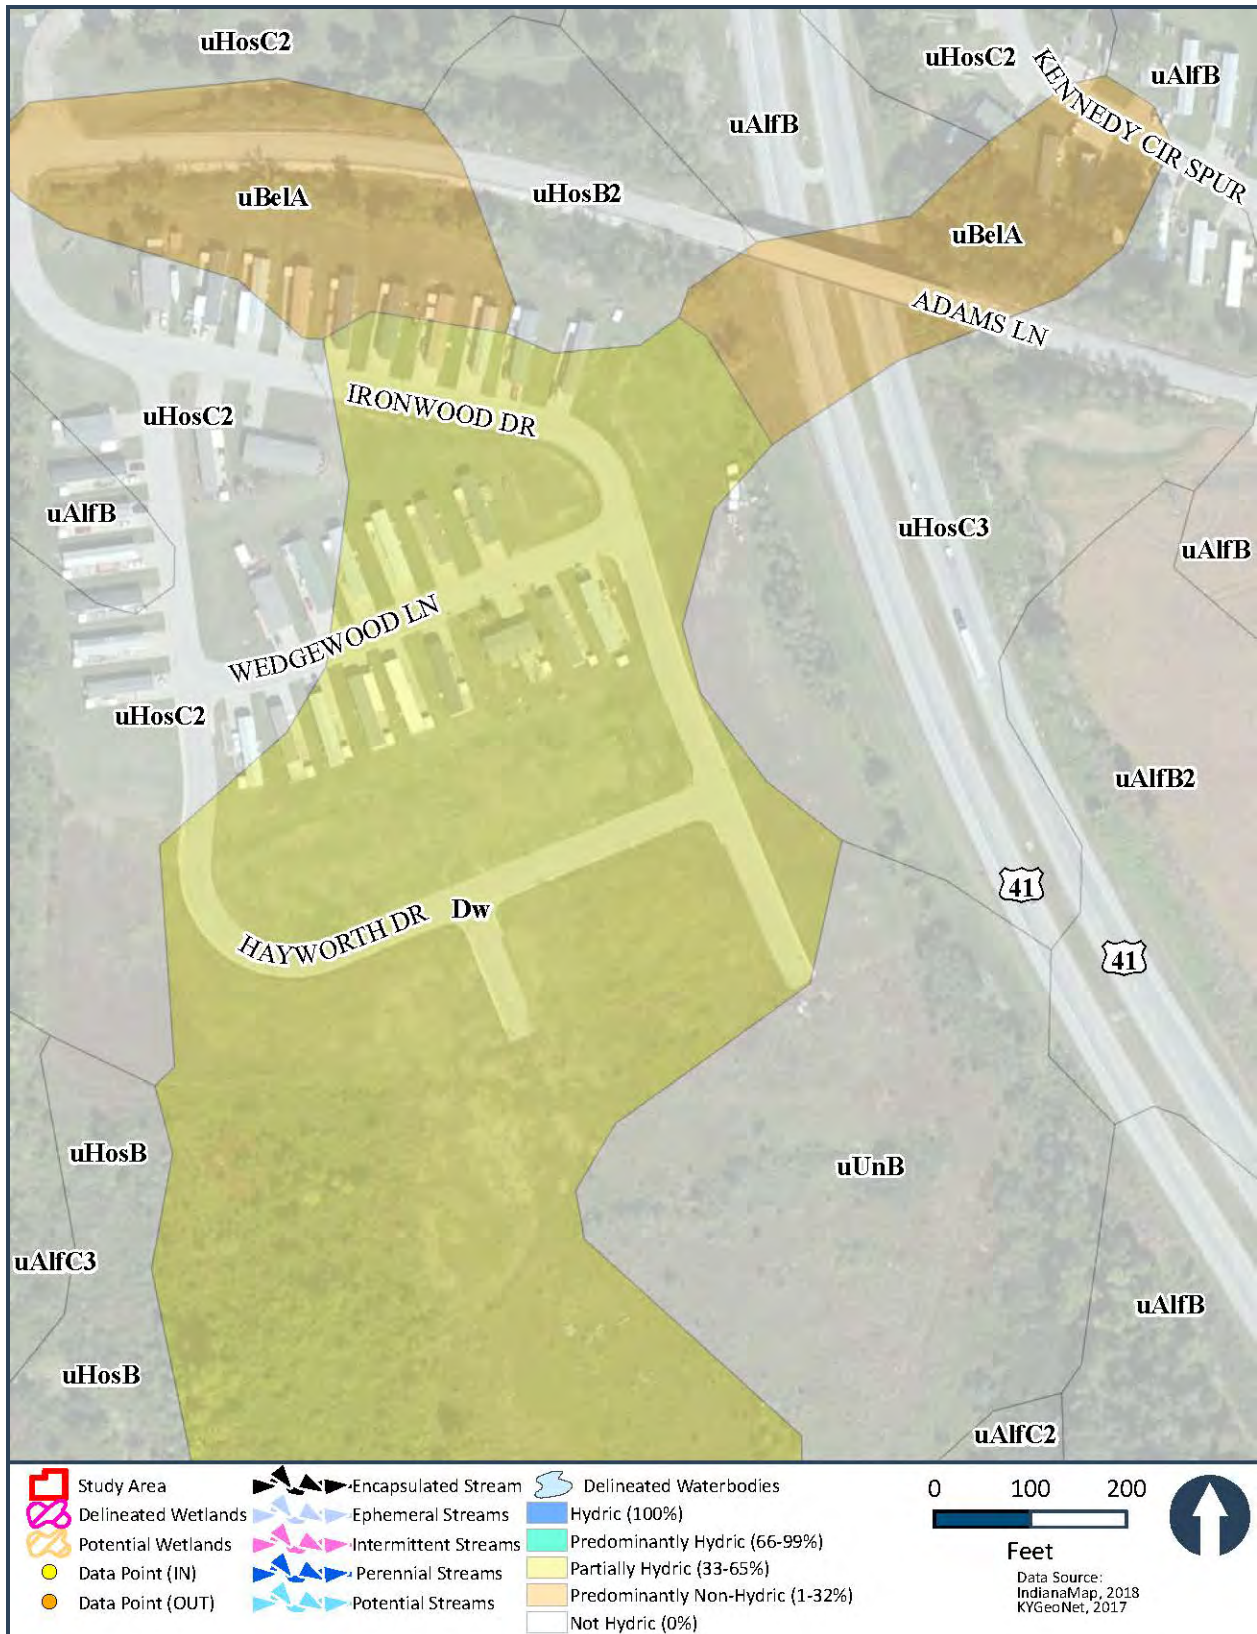 uHosC2
uHosC2
KENNEDY CIR SPUR
uAlfB
uAlfB
uBelA
uHosB2
uBelA
ADAMS LN
IRONWOOD DR
uHosC2
uAlfB
uHosC3
uAlfB
WEDGEWOOD LN
uHosC2
uAlfB2
41
HAYWORTH DR
Dw
41
uHosB
uUnB
uAlfC3
uAlfB
uHosB
uAlfC2
Study Area
Delineated Wetlands
Potential Wetlands
Data Point (IN)
Data Point (OUT)
Encapsulated Stream
Ephemeral Streams
Intermittent Streams
Perennial Streams
Potential Streams
Delineated Waterbodies
Hydric (100%)
Predominantly Hydric (66-99%)
Partially Hydric (33-65%)
Predominantly Non-Hydric (1-32%)
Not Hydric (0%)
0 100 200
Feet
Data Source:
IndianaMap, 2018
KYGeoNet, 2017